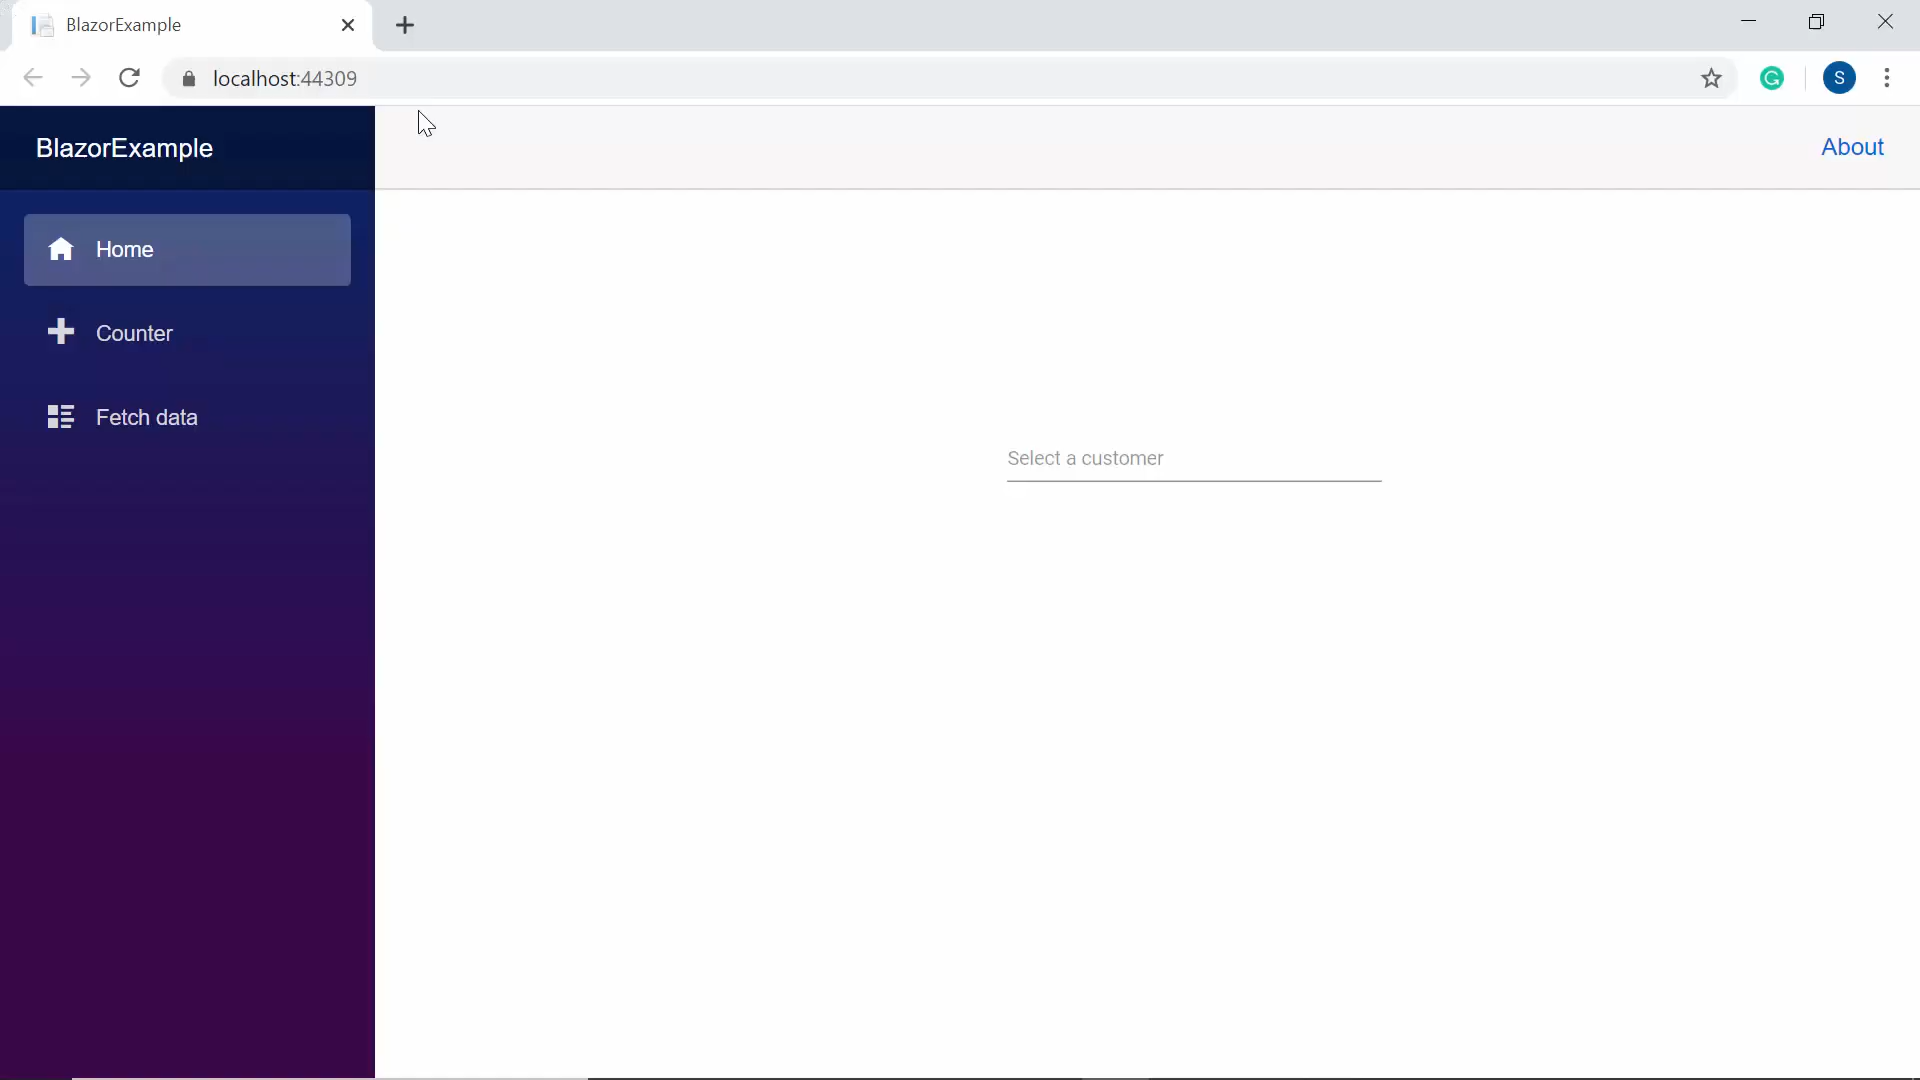 BlazorExample
localhost:44309
S
BlazorExample
About
Home
Counter
Fetch data
Select a customer